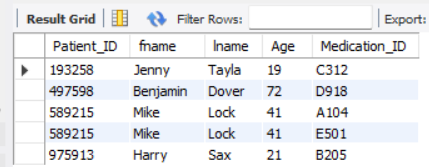 Result Grid Filter Rows: Export:
Patient_ID fname lname Age Medication_ID
193258 Jenny Tayla 19 C312
497598 Benjamin Dover 72 D918
589215 Mike Lock 41 A104
589215 Mike Lock 41 E501
975913 Harry Sax 21 B205